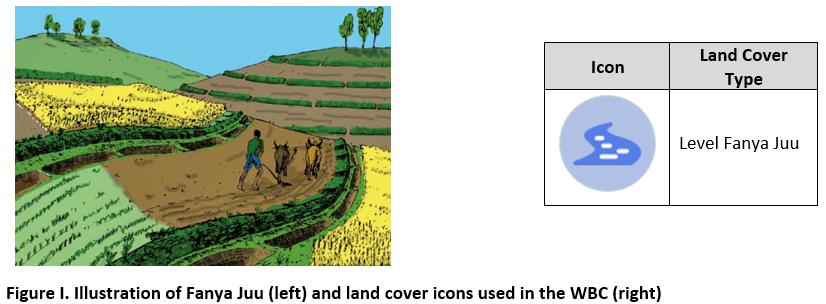 Icon
Land Cover
Type
Level Fanya Juu
Figure I. Illustration of Fanya Juu (left) and land cover icons used in the WBC (right)